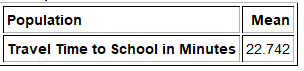 Population Mean
Travel Time to School in Minutes 22.742